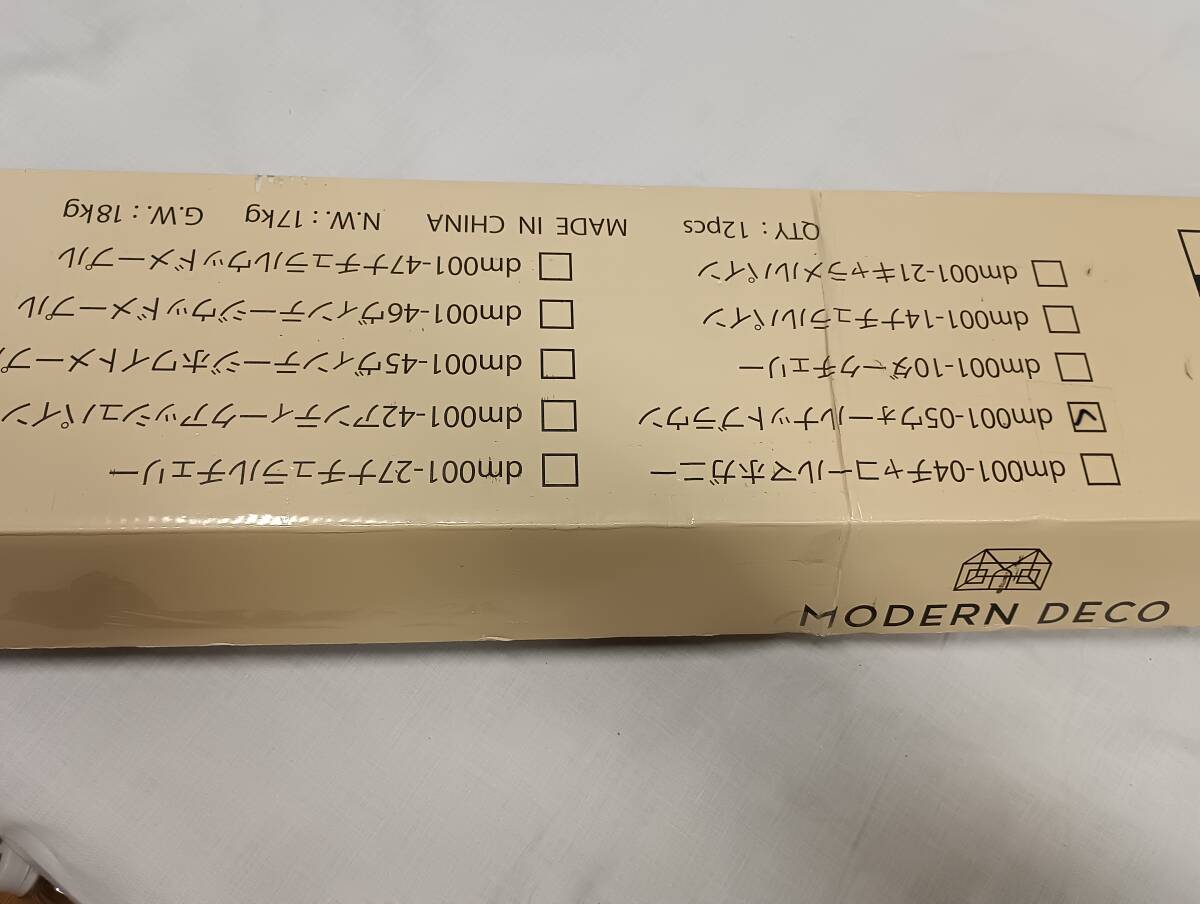 MODERN DECO
dm001-04チャコールマホガニー
dm001-05ウォールナットブラウン
dm001-10ダークチェリー
dm001-14ナチュラルパイン
dm001-21キャラメルパイン
dm001-27ナチュラルチェリー
dm001-42アンティークアッシュパイン
dm001-45ヴィンテージホワイトメープ
dm001-46ヴィンテージウッドメープル
dm001-47ナチュラルウッドメープル
QTY：12pcs MADE IN CHINA N.W.：17kg G.W.：18kg